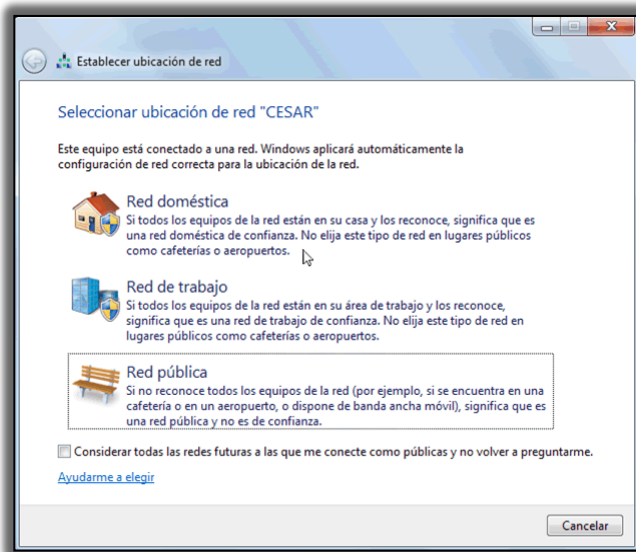 Establecer ubicación de red
Seleccionar ubicación de red "CESAR"
Este equipo está conectado a una red. Windows aplicará automáticamente la
configuración de red correcta para la ubicación de la red.
Red doméstica
Si todos los equipos de la red están en su casa y los reconoce, significa que es
una red doméstica de confianza. No elija este tipo de red en lugares públicos
como cafeterías o aeropuertos.
Red de trabajo
Si todos los equipos de la red están en su área de trabajo y los reconoce,
significa que es una red de trabajo de confianza. No elija este tipo de red en
lugares públicos como cafeterías o aeropuertos.
Red pública
Si no reconoce todos los equipos de la red (por ejemplo, si se encuentra en una
cafetería o en un aeropuerto, o dispone de banda ancha móvil), significa que es
una red pública y no es de confianza.
Considerar todas las redes futuras a las que me conecte como públicas y no volver a preguntarme.
Ayudarme a elegir
Cancelar